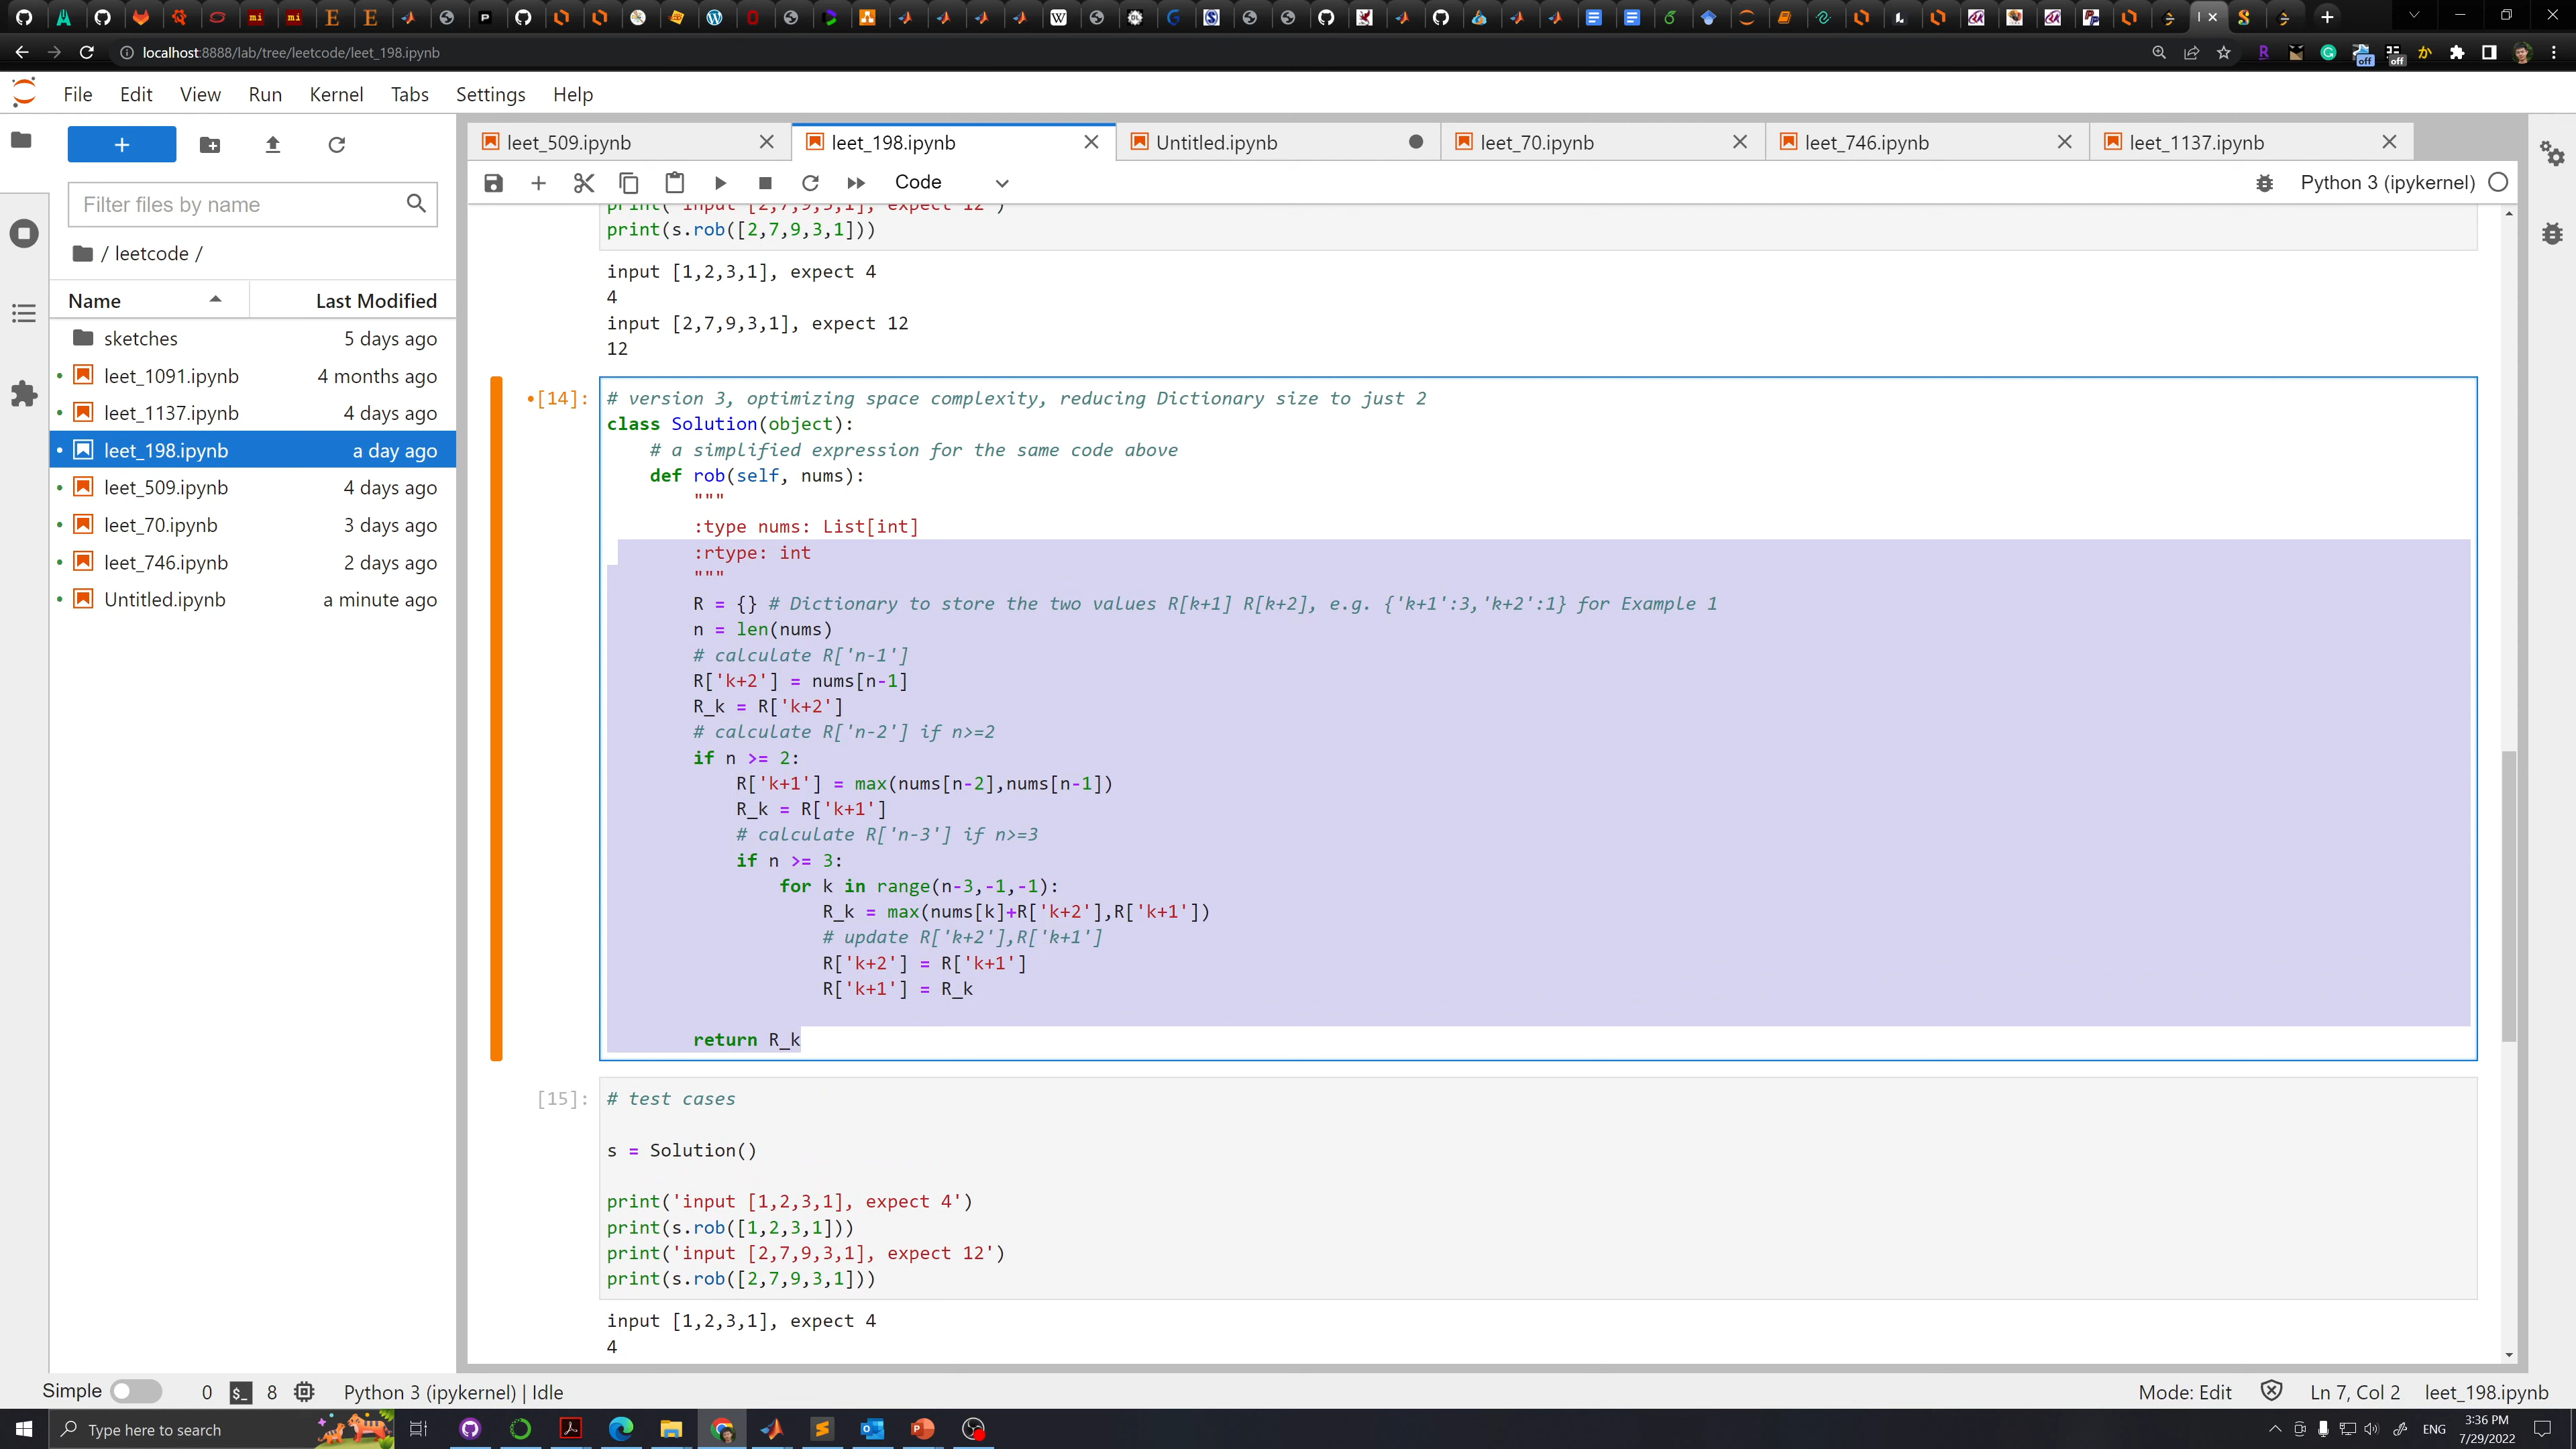 localhost:8888/lab/tree/leetcode/leet_198.ipynb
off
off
File Edit View Run Kernel Tabs Settings Help
leet_509.ipynb
leet_198.ipynb
Untitled.ipynb
leet_70.ipynb
leet_746.ipynb
leet_1137.ipynb
Code
Python 3 (ipykernel)
Filter files by name
/ leetcode /
Name Last Modified
sketches 5 days ago
leet_1091.ipynb 4 months ago
leet_1137.ipynb 4 days ago
leet_198.ipynb a day ago
leet_509.ipynb 4 days ago
leet_70.ipynb 3 days ago
leet_746.ipynb 2 days ago
Untitled.ipynb a minute ago
print('input [2,7,9,3,1], expect 12')
print(s.rob([2,7,9,3,1]))
input [1,2,3,1], expect 4
4
input [2,7,9,3,1], expect 12
12
•[14]:
# version 3, optimizing space complexity, reducing Dictionary size to just 2
class Solution(object):
# a simplified expression for the same code above
def rob(self, nums):
"""
:type nums: List[int]
:rtype: int
"""
R = {} # Dictionary to store the two values R[k+1] R[k+2], e.g. {'k+1':3,'k+2':1} for Example 1
n = len(nums)
# calculate R['n-1']
R['k+2'] = nums[n-1]
R_k = R['k+2']
# calculate R['n-2'] if n>=2
if n >= 2:
R['k+1'] = max(nums[n-2],nums[n-1])
R_k = R['k+1']
# calculate R['n-3'] if n>=3
if n >= 3:
for k in range(n-3,-1,-1):
R_k = max(nums[k]+R['k+2'],R['k+1'])
# update R['k+2'],R['k+1']
R['k+2'] = R['k+1']
R['k+1'] = R_k
return R_k
[15]:
# test cases
s = Solution()
print('input [1,2,3,1], expect 4')
print(s.rob([1,2,3,1]))
print('input [2,7,9,3,1], expect 12')
print(s.rob([2,7,9,3,1]))
input [1,2,3,1], expect 4
4
Simple 0 8 Python 3 (ipykernel) | Idle Mode: Edit Ln 7, Col 2 leet_198.ipynb
Type here to search
ENG
3:36 PM
7/29/2022